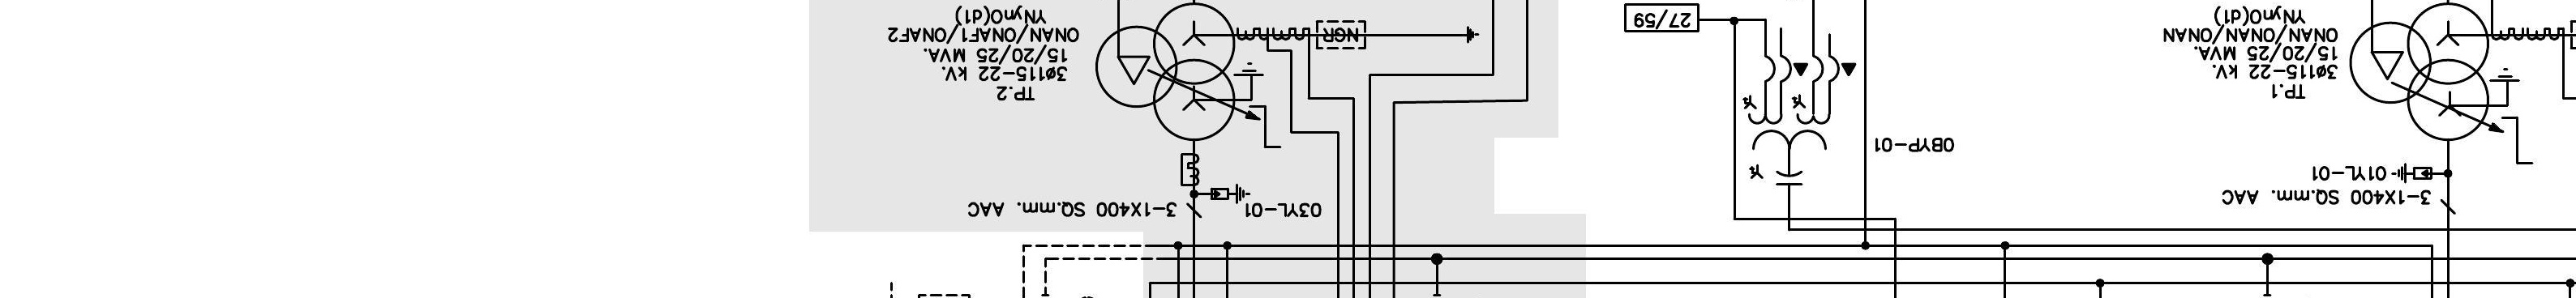 3-1X400 SQ.mm. AAC
01YL-01
TP.1
3ø115-22 kV.
15/20/25 MVA.
ONAN/ONAN/ONAN
YNyn0(d1)
0BYP-01
27/59
03YL-01
3-1X400 SQ.mm. AAC
TP.2
3ø115-22 kV.
15/20/25 MVA.
ONAN/ONAF1/ONAF2
YNyn0(d1)
NGR